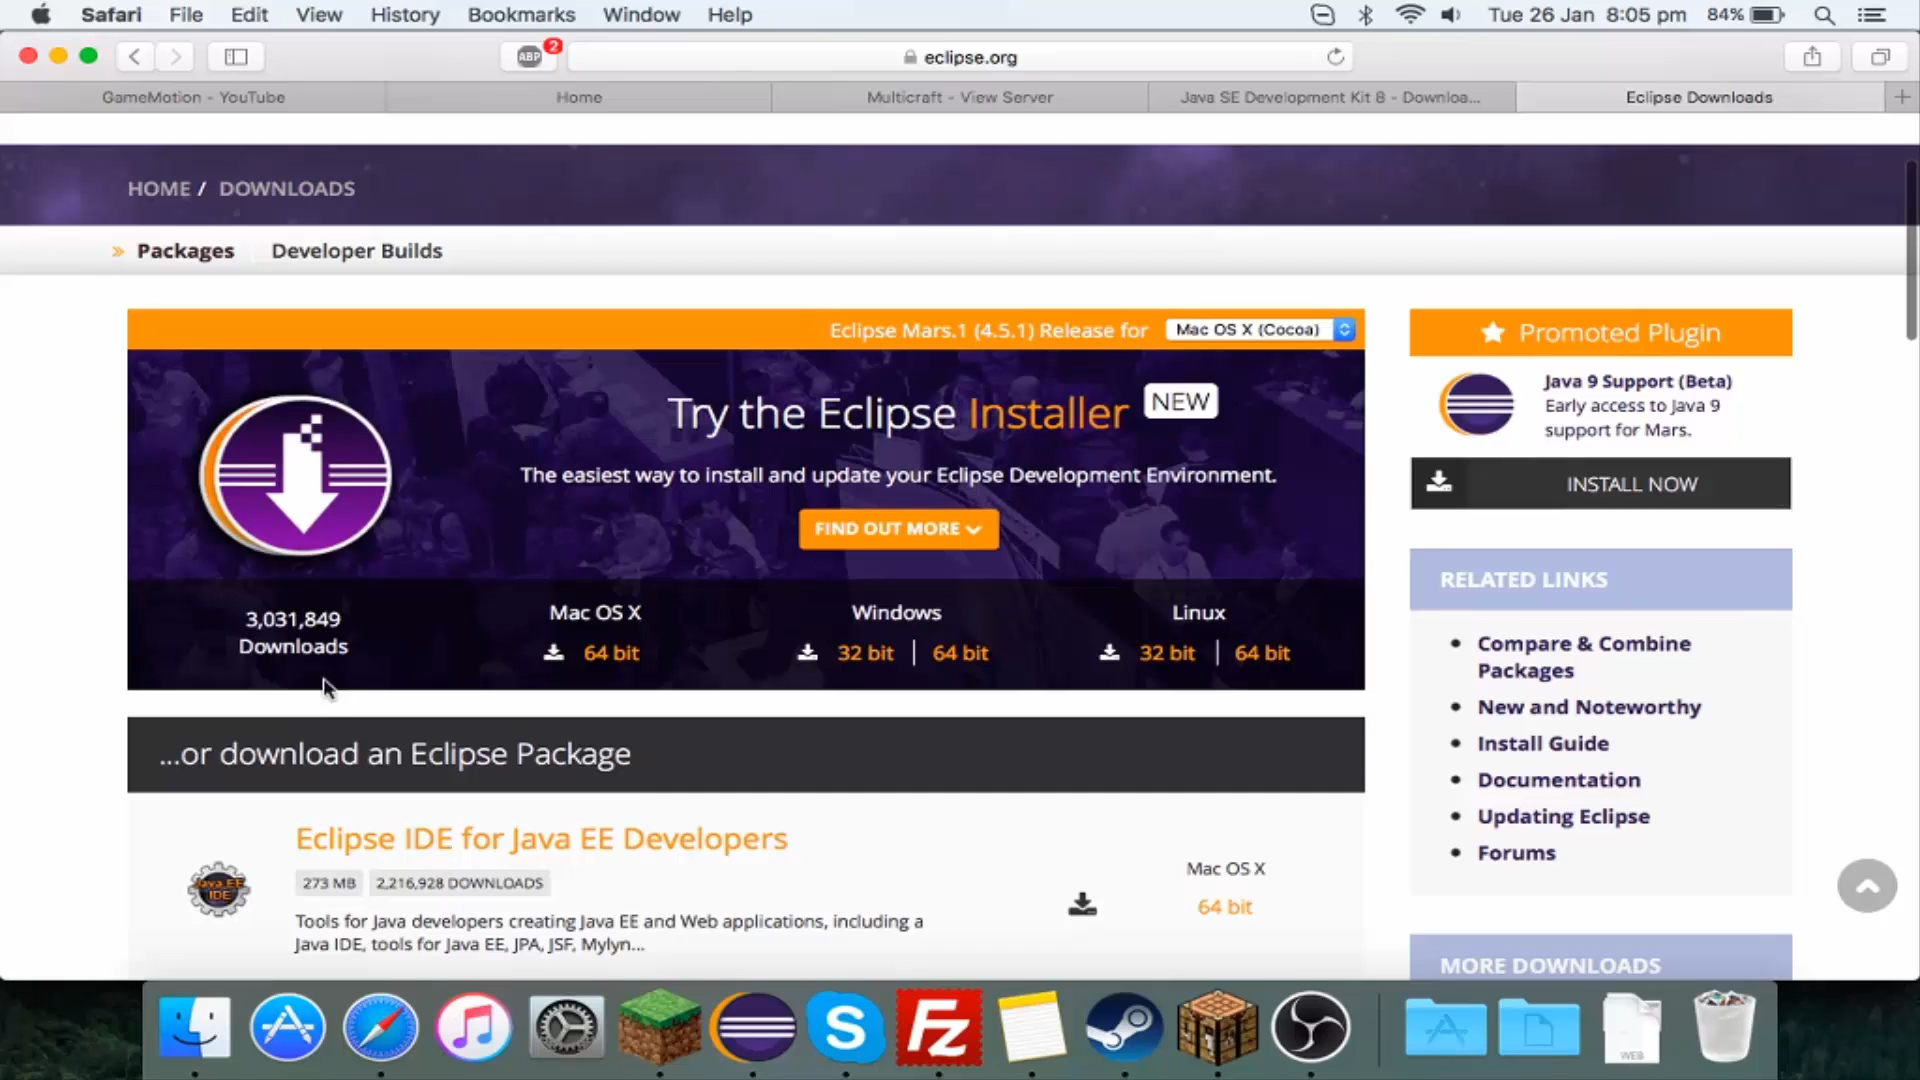 Safari File Edit View History Bookmarks Window Help
Tue 26 Jan 8:05 pm 84%
ABP 2
eclipse.org
GameMotion - YouTube
Home
Multicraft - View Server
Java SE Development Kit 8 - Downloa...
Eclipse Downloads
HOME / DOWNLOADS
» Packages
Developer Builds
Eclipse Mars.1 (4.5.1) Release for Mac OS X (Cocoa)
Try the Eclipse Installer NEW
The easiest way to install and update your Eclipse Development Environment.
FIND OUT MORE
3,031,849
Downloads
Mac OS X
64 bit
Windows
32 bit | 64 bit
Linux
32 bit | 64 bit
...or download an Eclipse Package
Eclipse IDE for Java EE Developers
273 MB 2,216,928 DOWNLOADS
Tools for Java developers creating Java EE and Web applications, including a
Java IDE, tools for Java EE, JPA, JSF, Mylyn...
Java EE
IDE
Mac OS X
64 bit
Promoted Plugin
Java 9 Support (Beta)
Early access to Java 9
support for Mars.
INSTALL NOW
RELATED LINKS
• Compare & Combine
Packages
• New and Noteworthy
• Install Guide
• Documentation
• Updating Eclipse
• Forums
MORE DOWNLOADS
S
Fz
WEB